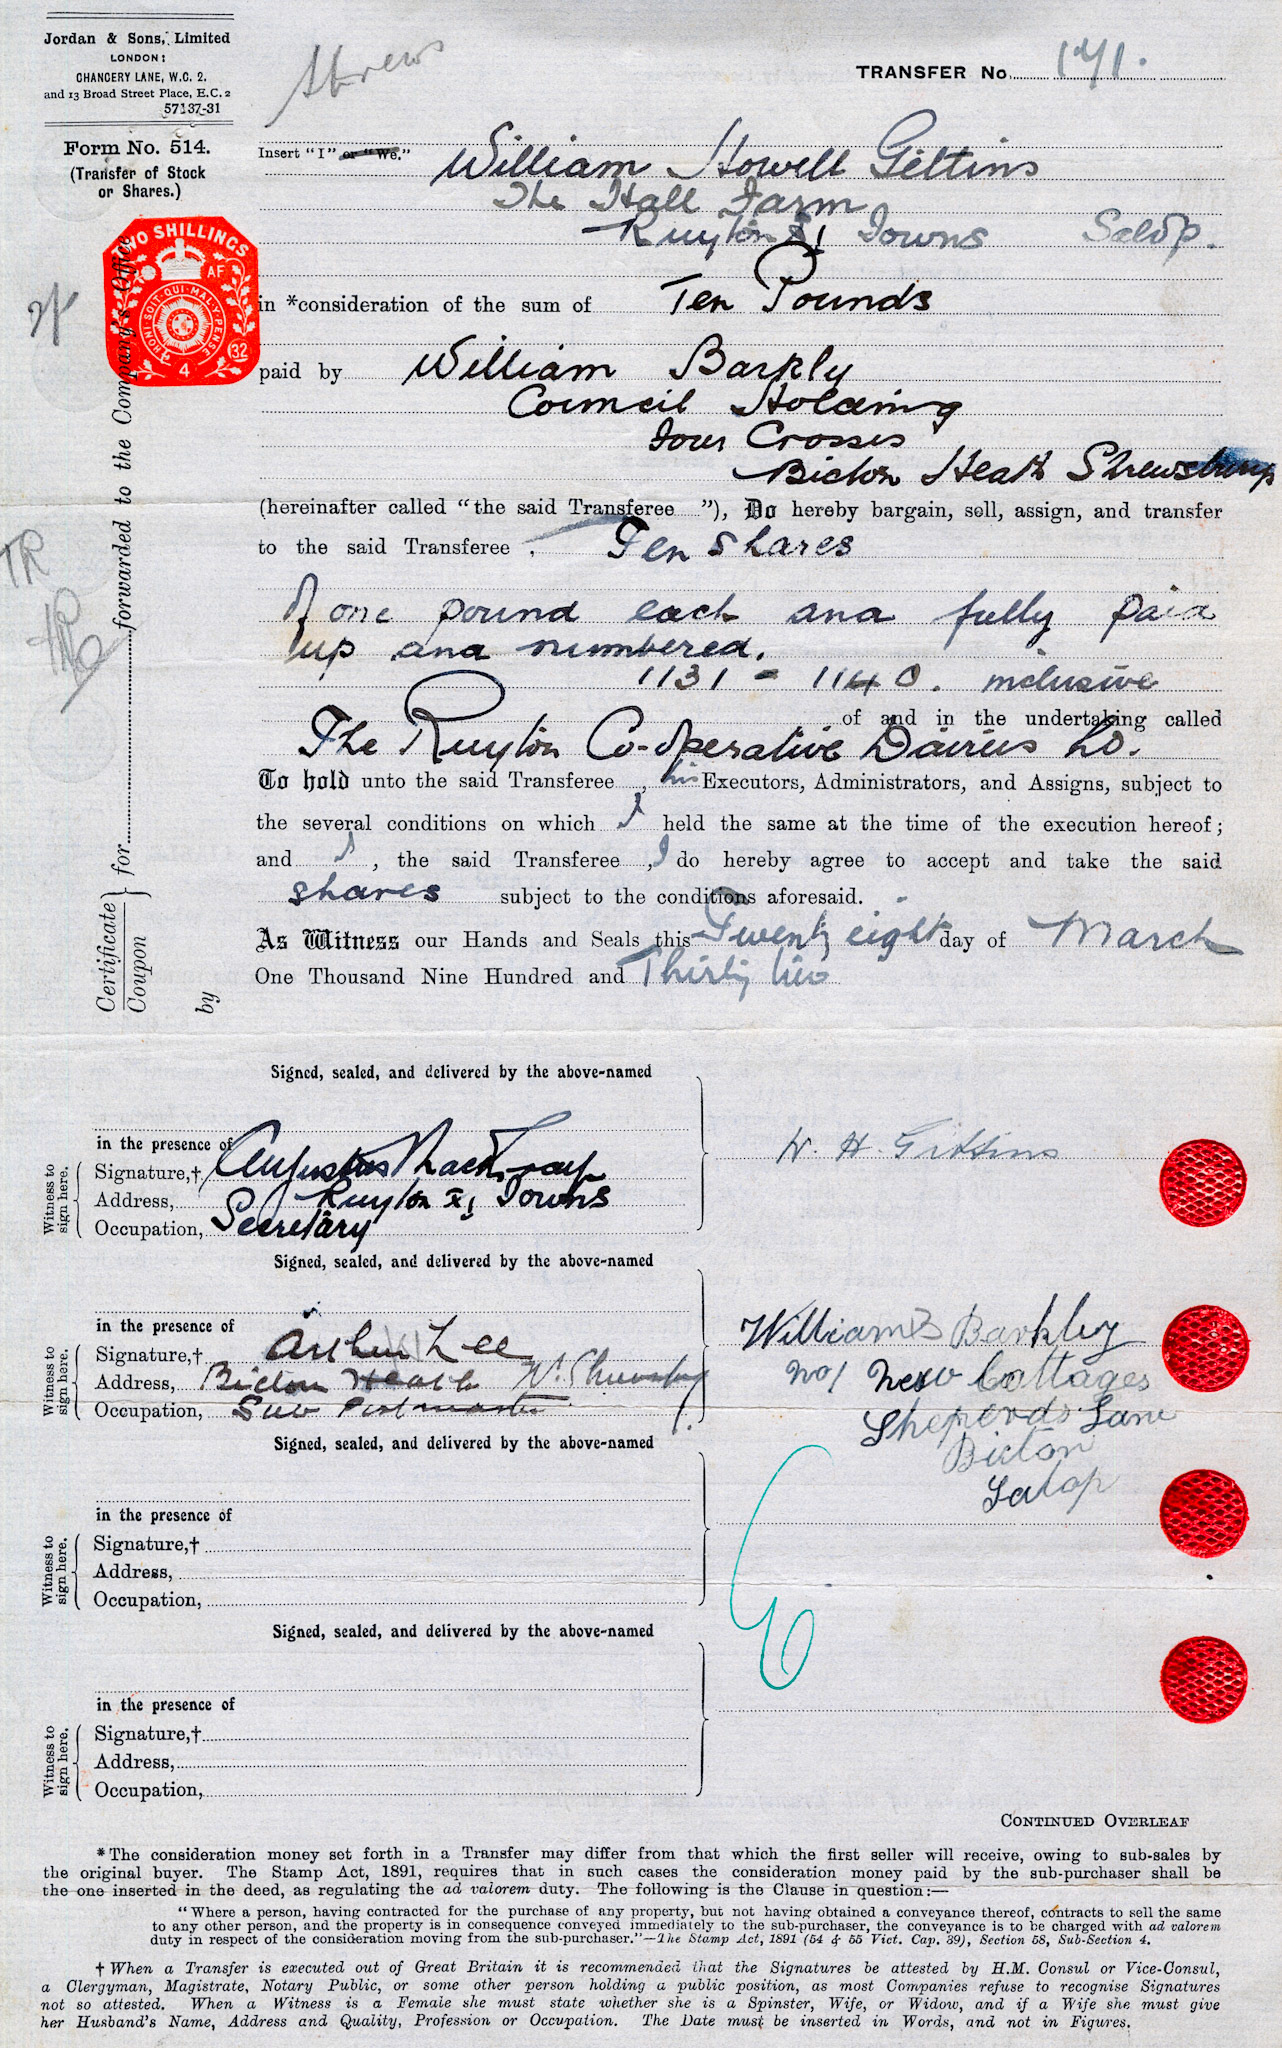 Jordan & Sons, Limited
LONDON:
CHANCERY LANE, W.C. 2.
and 13 Broad Street Place, E.C. 2
57137-31
Form No. 514.
(Transfer of Stock
or Shares.)
Shrews
TRANSFER No. 171.
Insert "I" or "We."
William Howell Gittins
The Hall Farm
Ruyton XI Towns Salop.
TWO SHILLINGS
AF
HONI·SOIT·QUI·MAL·Y·PENSE
4
32
2/-
in *consideration of the sum of Ten Pounds
paid by William Barkly
Council Holding
Four Crosses
Bicton Heath Shrewsbury
(hereinafter called "the said Transferee "), Do hereby bargain, sell, assign, and transfer
to the said Transferee , Ten Shares
of one pound each and fully paid
up and numbered.
1131 - 1140. inclusive
of and in the undertaking called
The Ruyton Co-operative Dairies Ld.
To hold unto the said Transferee , his Executors, Administrators, and Assigns, subject to
the several conditions on which I held the same at the time of the execution hereof;
and I , the said Transferee , I do hereby agree to accept and take the said
shares subject to the conditions aforesaid.
As Witness our Hands and Seals this Twenty eight day of March
One Thousand Nine Hundred and Thirty two
TR
Certificate
Coupon
} for forwarded to the Company's Office
by
Signed, sealed, and delivered by the above-named
in the presence of
W. H. Gittins
Witness to
sign here.
Signature,† Augustus
Address, Ruyton XI Towns
Occupation, Secretary
Signed, sealed, and delivered by the above-named
in the presence of
Witness to
sign here.
Signature,† Arthur Lee
Address, Bicton Heath Nr. Shrewsbury
Occupation, Sub Postmaster
William B Barkley
No 1 New Cottages
Sheperds Lane
Bicton
Salop
Signed, sealed, and delivered by the above-named
in the presence of
Witness to
sign here.
Signature,†
Address,
Occupation,
Signed, sealed, and delivered by the above-named
in the presence of
Witness to
sign here.
Signature,†
Address,
Occupation,
CONTINUED OVERLEAF
* The consideration money set forth in a Transfer may differ from that which the first seller will receive, owing to sub-sales by
the original buyer. The Stamp Act, 1891, requires that in such cases the consideration money paid by the sub-purchaser shall be
the one inserted in the deed, as regulating the ad valorem duty. The following is the Clause in question:—
"Where a person, having contracted for the purchase of any property, but not having obtained a conveyance thereof, contracts to sell the same
to any other person, and the property is in consequence conveyed immediately to the sub-purchaser, the conveyance is to be charged with ad valorem
duty in respect of the consideration moving from the sub-purchaser."—The Stamp Act, 1891 (54 & 55 Vict. Cap. 39), Section 58, Sub-Section 4.
† When a Transfer is executed out of Great Britain it is recommended that the Signatures be attested by H.M. Consul or Vice-Consul,
a Clergyman, Magistrate, Notary Public, or some other person holding a public position, as most Companies refuse to recognise Signatures
not so attested. When a Witness is a Female she must state whether she is a Spinster, Wife, or Widow, and if a Wife she must give
her Husband's Name, Address and Quality, Profession or Occupation. The Date must be inserted in Words, and not in Figures.